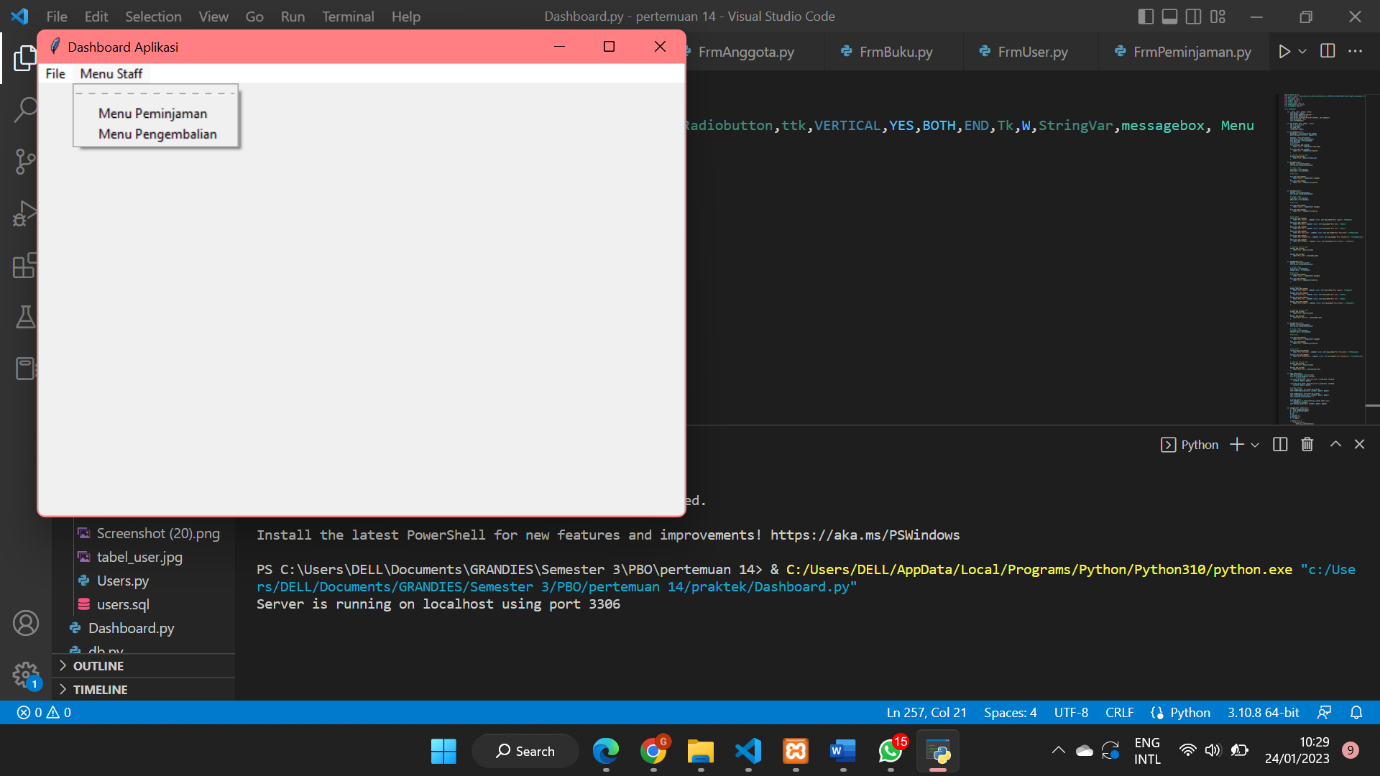 File Edit Selection View Go Run Terminal Help
Dashboard.py - pertemuan 14 - Visual Studio Code
Dashboard Aplikasi
FrmAnggota.py
FrmBuku.py
FrmUser.py
FrmPeminjaman.py
File Menu Staff
Menu Peminjaman
Menu Pengembalian
Radiobutton,ttk,VERTICAL,YES,BOTH,END,Tk,W,StringVar,messagebox, Menu
Python
ed.
Install the latest PowerShell for new features and improvements! https://aka.ms/PSWindows
PS C:\Users\DELL\Documents\GRANDIES\Semester 3\PBO\pertemuan 14> & C:/Users/DELL/AppData/Local/Programs/Python/Python310/python.exe "c:/Use
rs/DELL/Documents/GRANDIES/Semester 3/PBO/pertemuan 14/praktek/Dashboard.py"
Server is running on localhost using port 3306
Screenshot (20).png
tabel_user.jpg
Users.py
users.sql
Dashboard.py
db.py
OUTLINE
TIMELINE
1
0 0
Ln 257, Col 21
Spaces: 4
UTF-8
CRLF
Python
3.10.8 64-bit
Search
G
15
ENG
INTL
10:29
24/01/2023
9